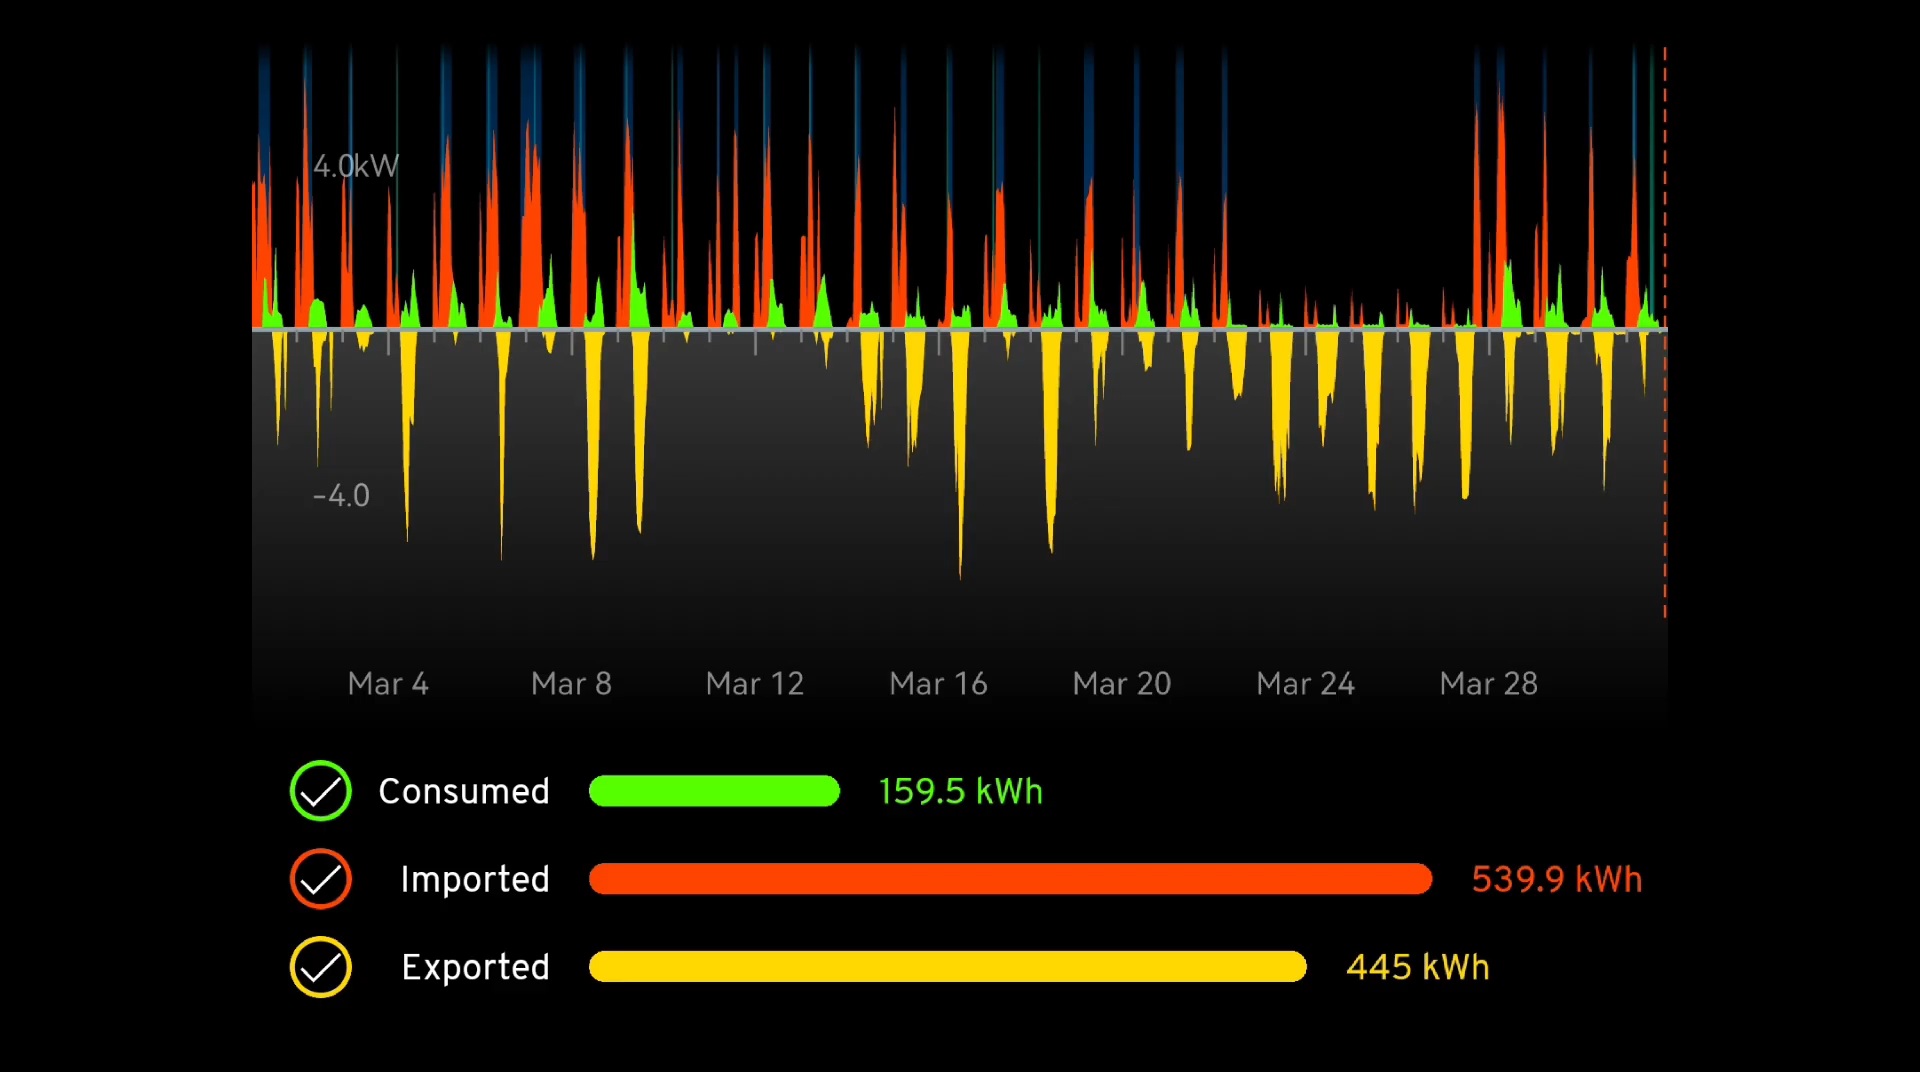 4.0kW
-4.0
Mar 4 Mar 8 Mar 12 Mar 16 Mar 20 Mar 24 Mar 28
Consumed 159.5 kWh
Imported 539.9 kWh
Exported 445 kWh